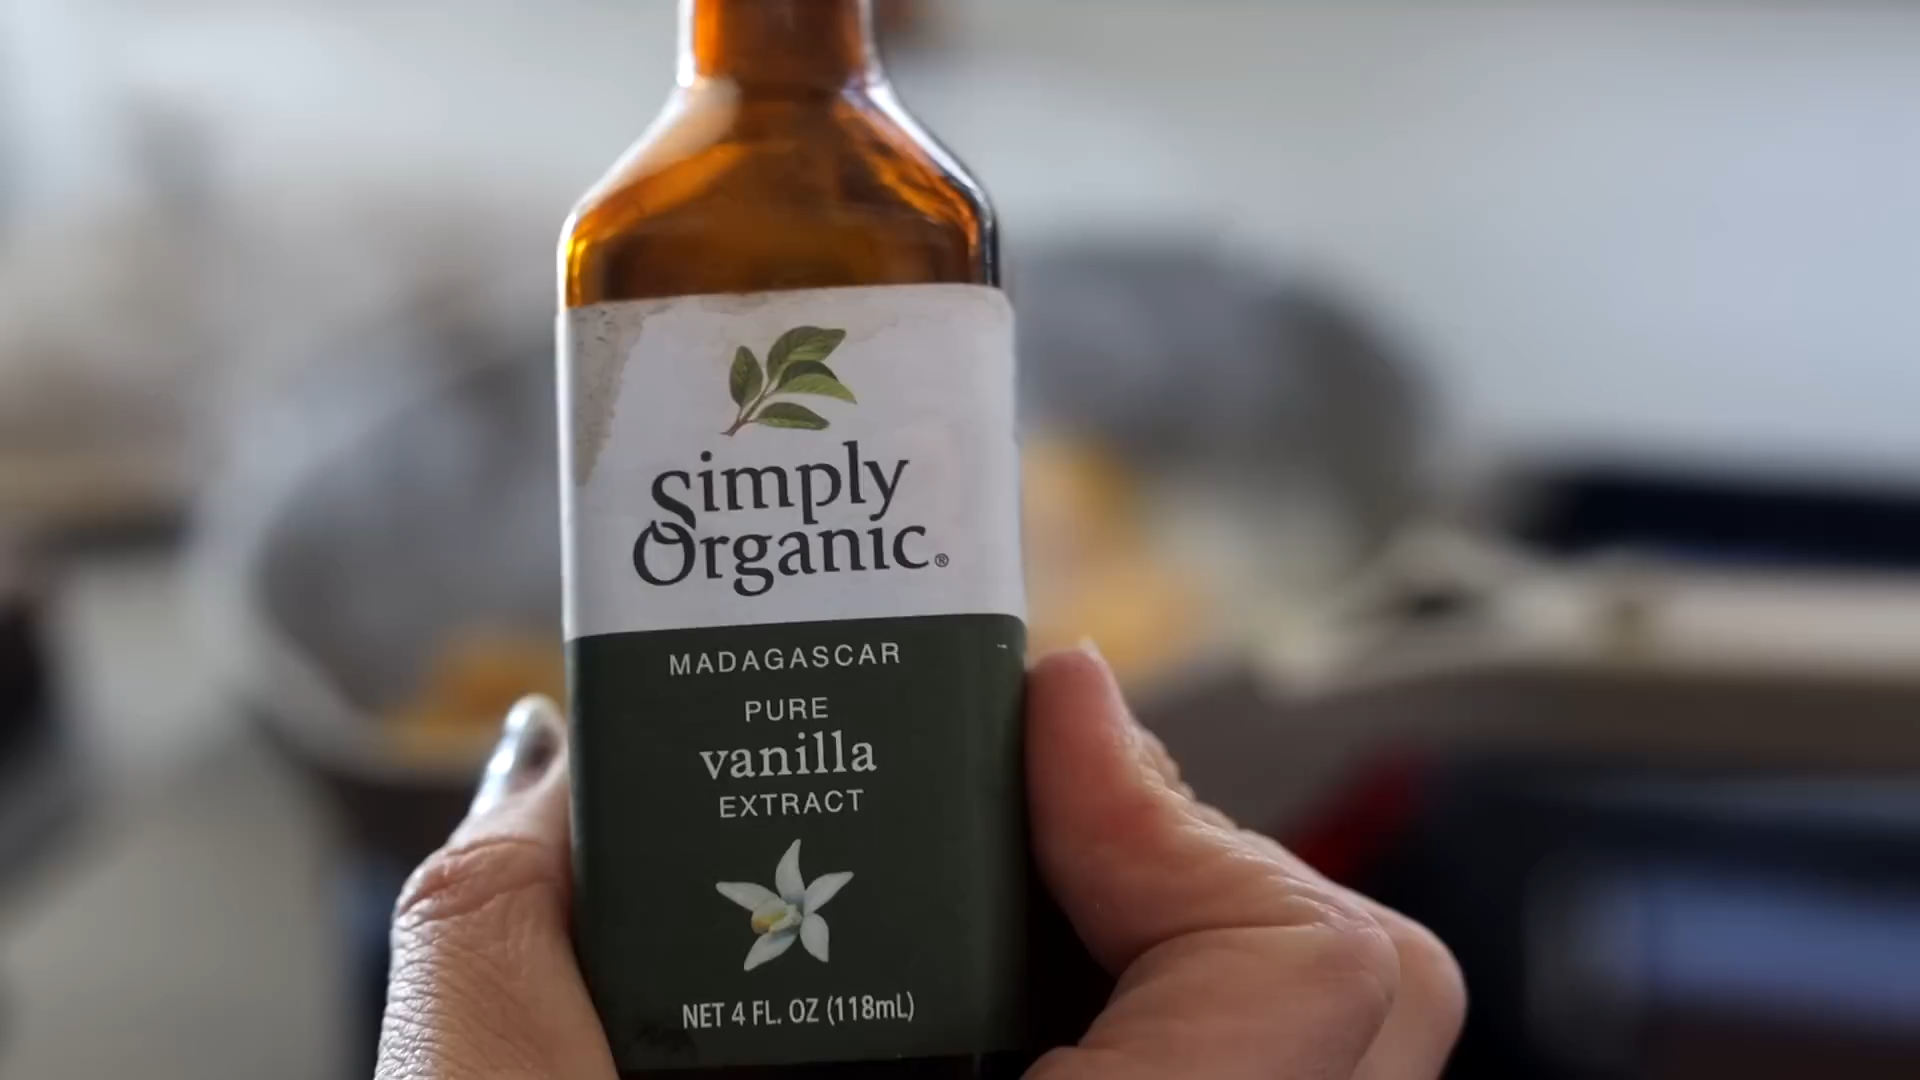 Simply
Organic®
MADAGASCAR
PURE
vanilla
EXTRACT
NET 4 FL. OZ (118mL)